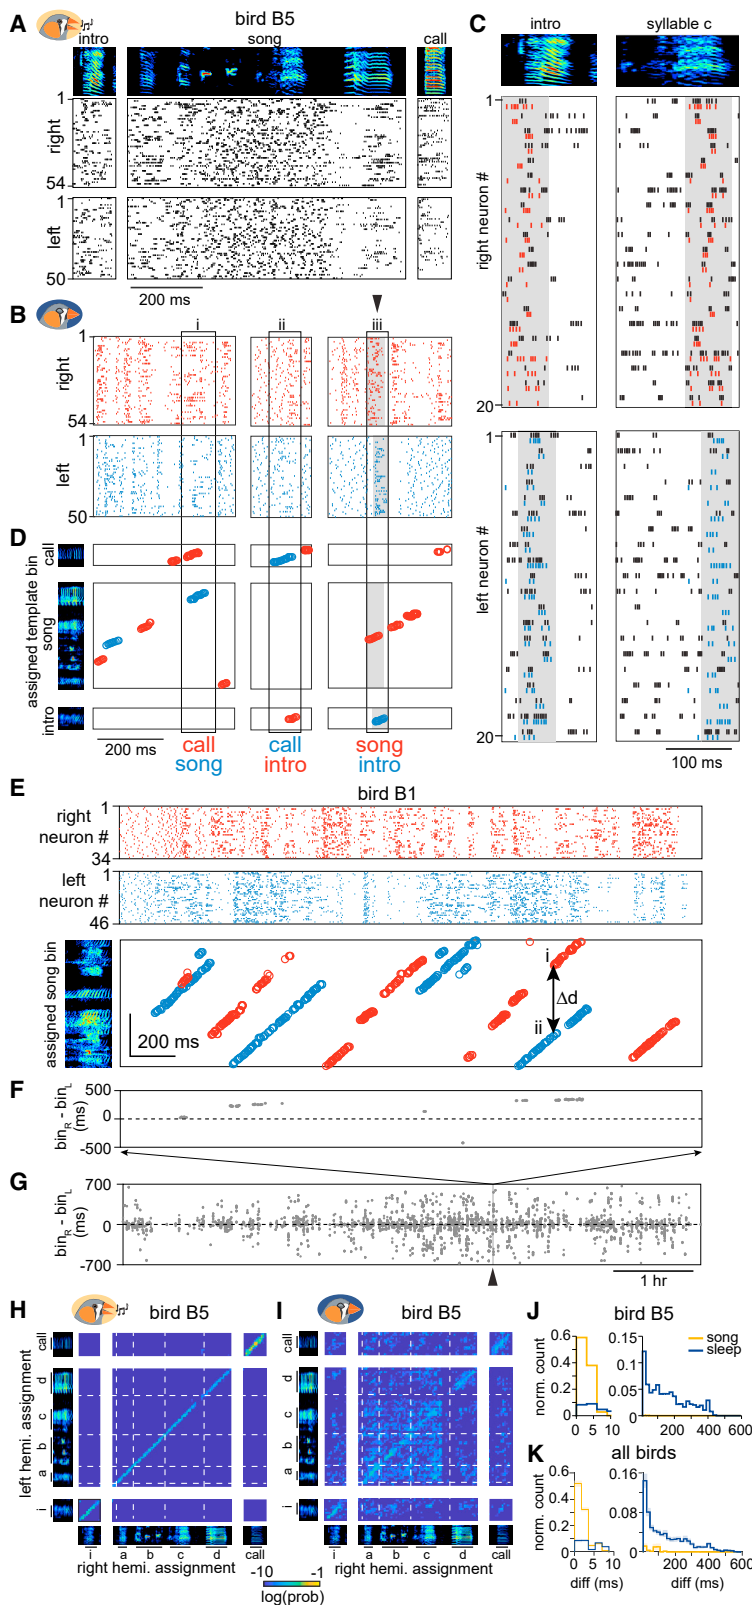 A
bird B5
intro
song
call
1
right
54
1
left
50
200 ms
B
i
ii
iii
1
right
54
1
left
50
C
intro
syllable c
1
right neuron #
20
1
left neuron #
20
100 ms
D
call
song
intro
assigned template bin
200 ms
call
song
call
intro
song
intro
E
bird B1
right
neuron #
1
34
left
neuron #
1
46
assigned song bin
200 ms
i
Δd
ii
F
binR - binL
(ms)
500
0
-500
G
binR - binL
(ms)
700
0
-700
1 hr
H
bird B5
left hemi. assignment
call
d
c
b
a
i
i
a
b
c
d
call
right hemi. assignment
-10
-1
log(prob)
I
bird B5
call
d
c
b
a
i
i
a
b
c
d
call
right hemi. assignment
J
bird B5
norm. count
0.6
0.4
0.2
0
0
5
10
0.15
0.1
0.05
0
200
400
600
song
sleep
K
all birds
norm. count
0.6
0.4
0.2
0
0
5
10
diff (ms)
0.16
0.08
0
200
400
600
diff (ms)